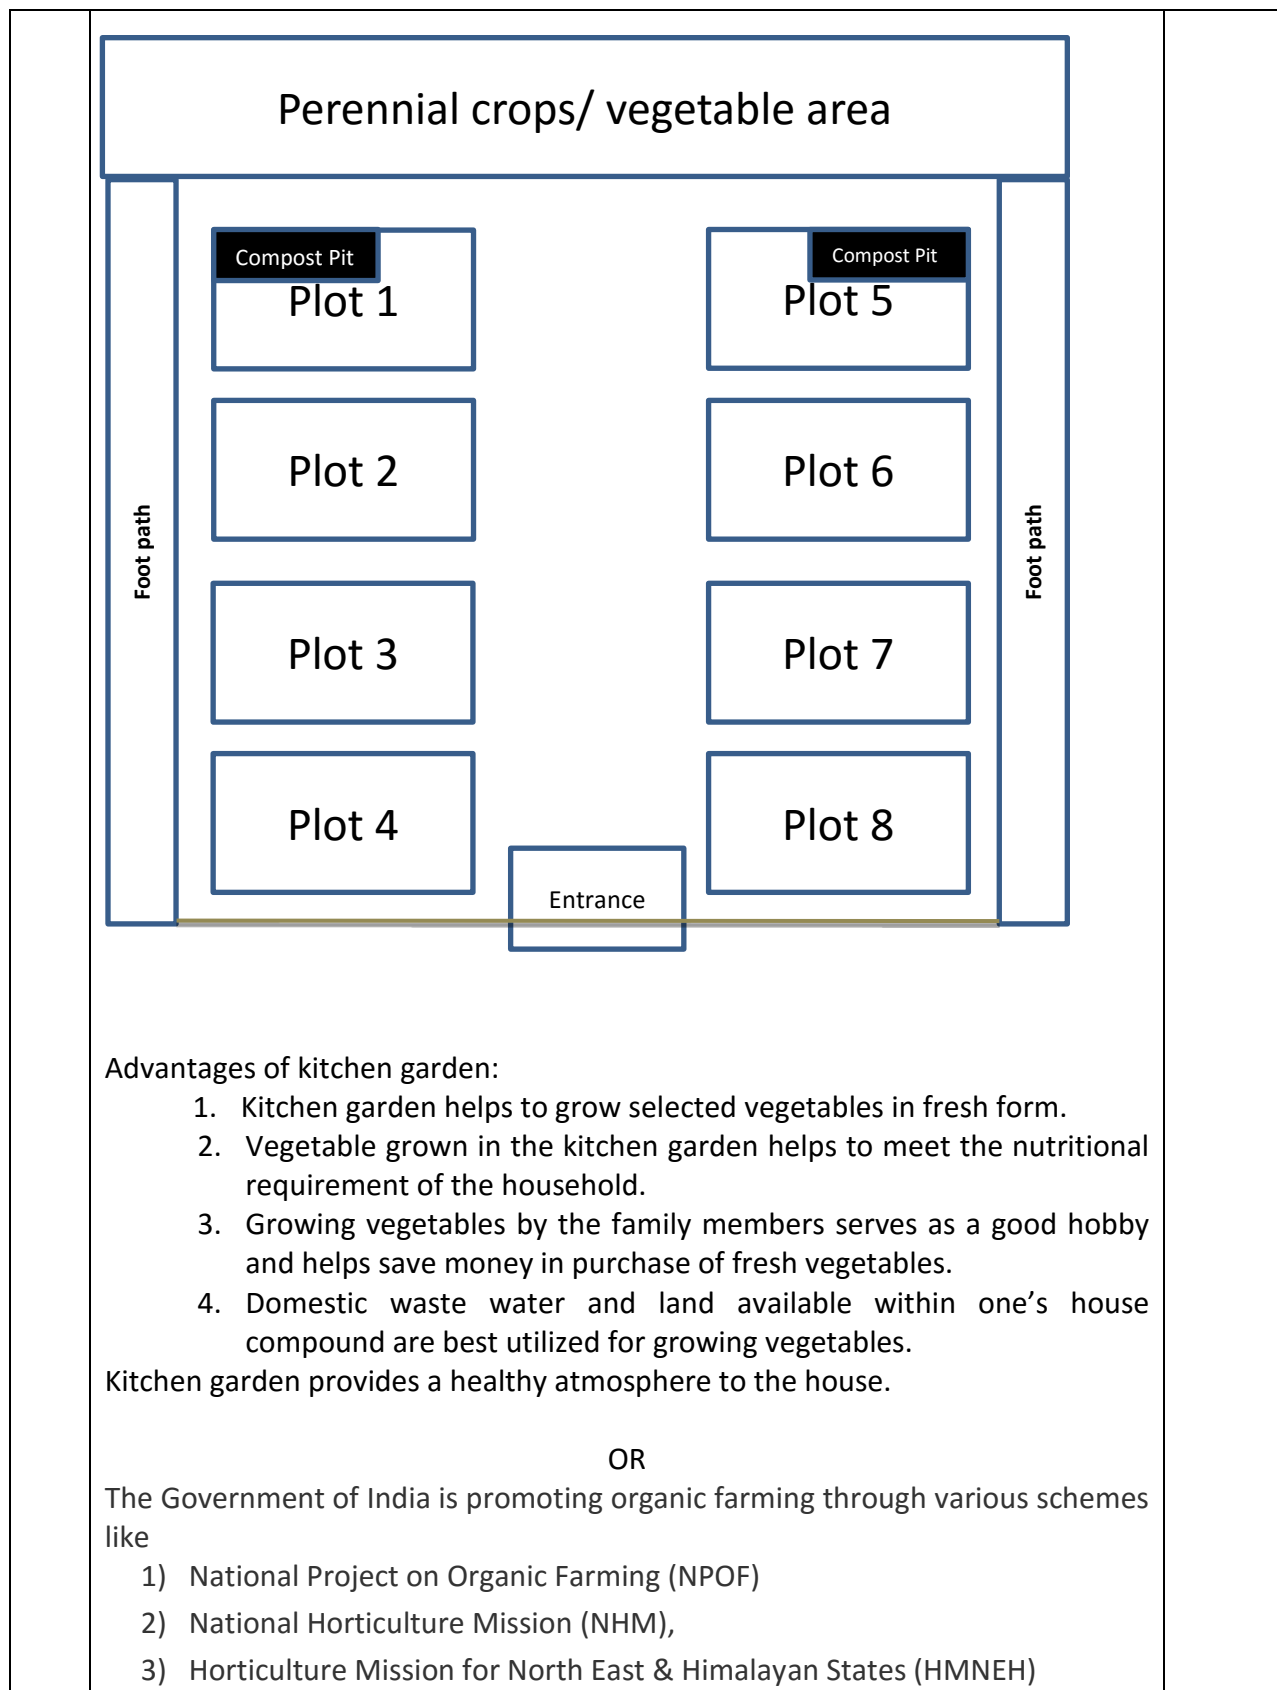 Perennial crops/ vegetable area
Compost Pit
Compost Pit
Plot 1
Plot 5
Plot 2
Plot 6
Foot path
Foot path
Plot 3
Plot 7
Plot 4
Plot 8
Entrance
Advantages of kitchen garden:
1. Kitchen garden helps to grow selected vegetables in fresh form.
2. Vegetable grown in the kitchen garden helps to meet the nutritional
requirement of the household.
3. Growing vegetables by the family members serves as a good hobby
and helps save money in purchase of fresh vegetables.
4. Domestic waste water and land available within one’s house
compound are best utilized for growing vegetables.
Kitchen garden provides a healthy atmosphere to the house.
OR
The Government of India is promoting organic farming through various schemes
like
1) National Project on Organic Farming (NPOF)
2) National Horticulture Mission (NHM),
3) Horticulture Mission for North East & Himalayan States (HMNEH)